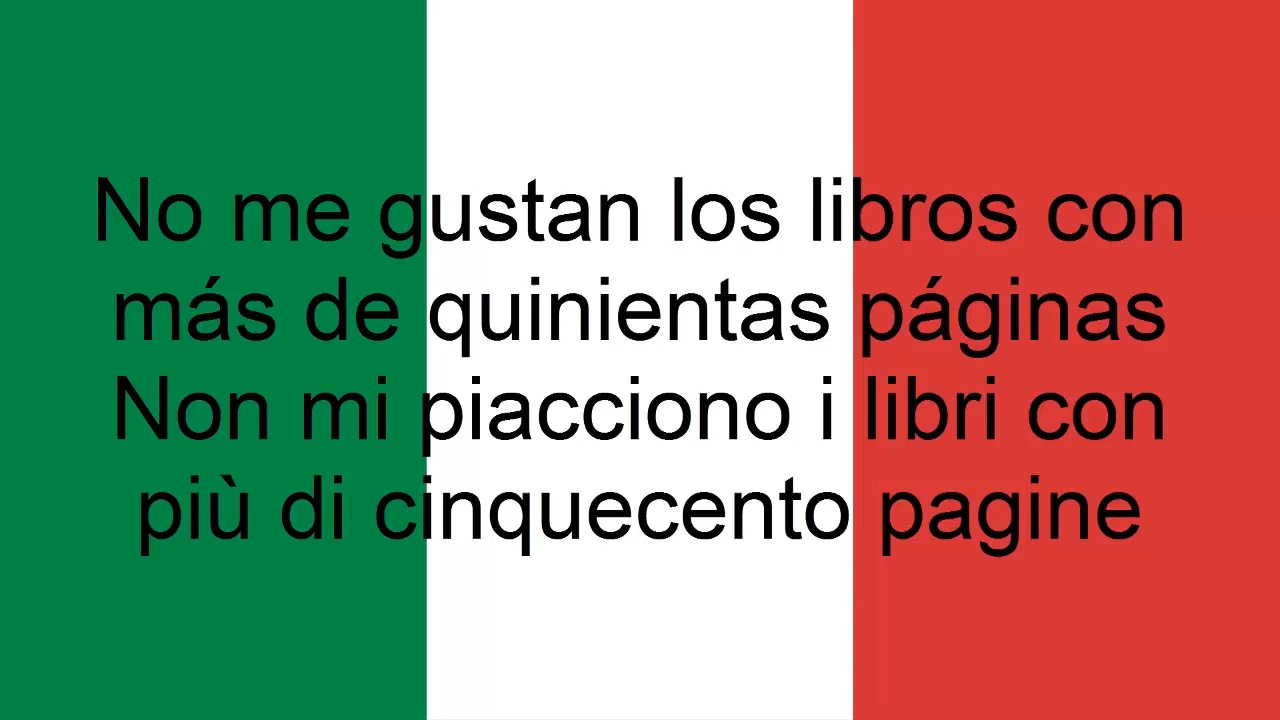 No me gustan los libros con
más de quinientas páginas
Non mi piacciono i libri con
più di cinquecento pagine